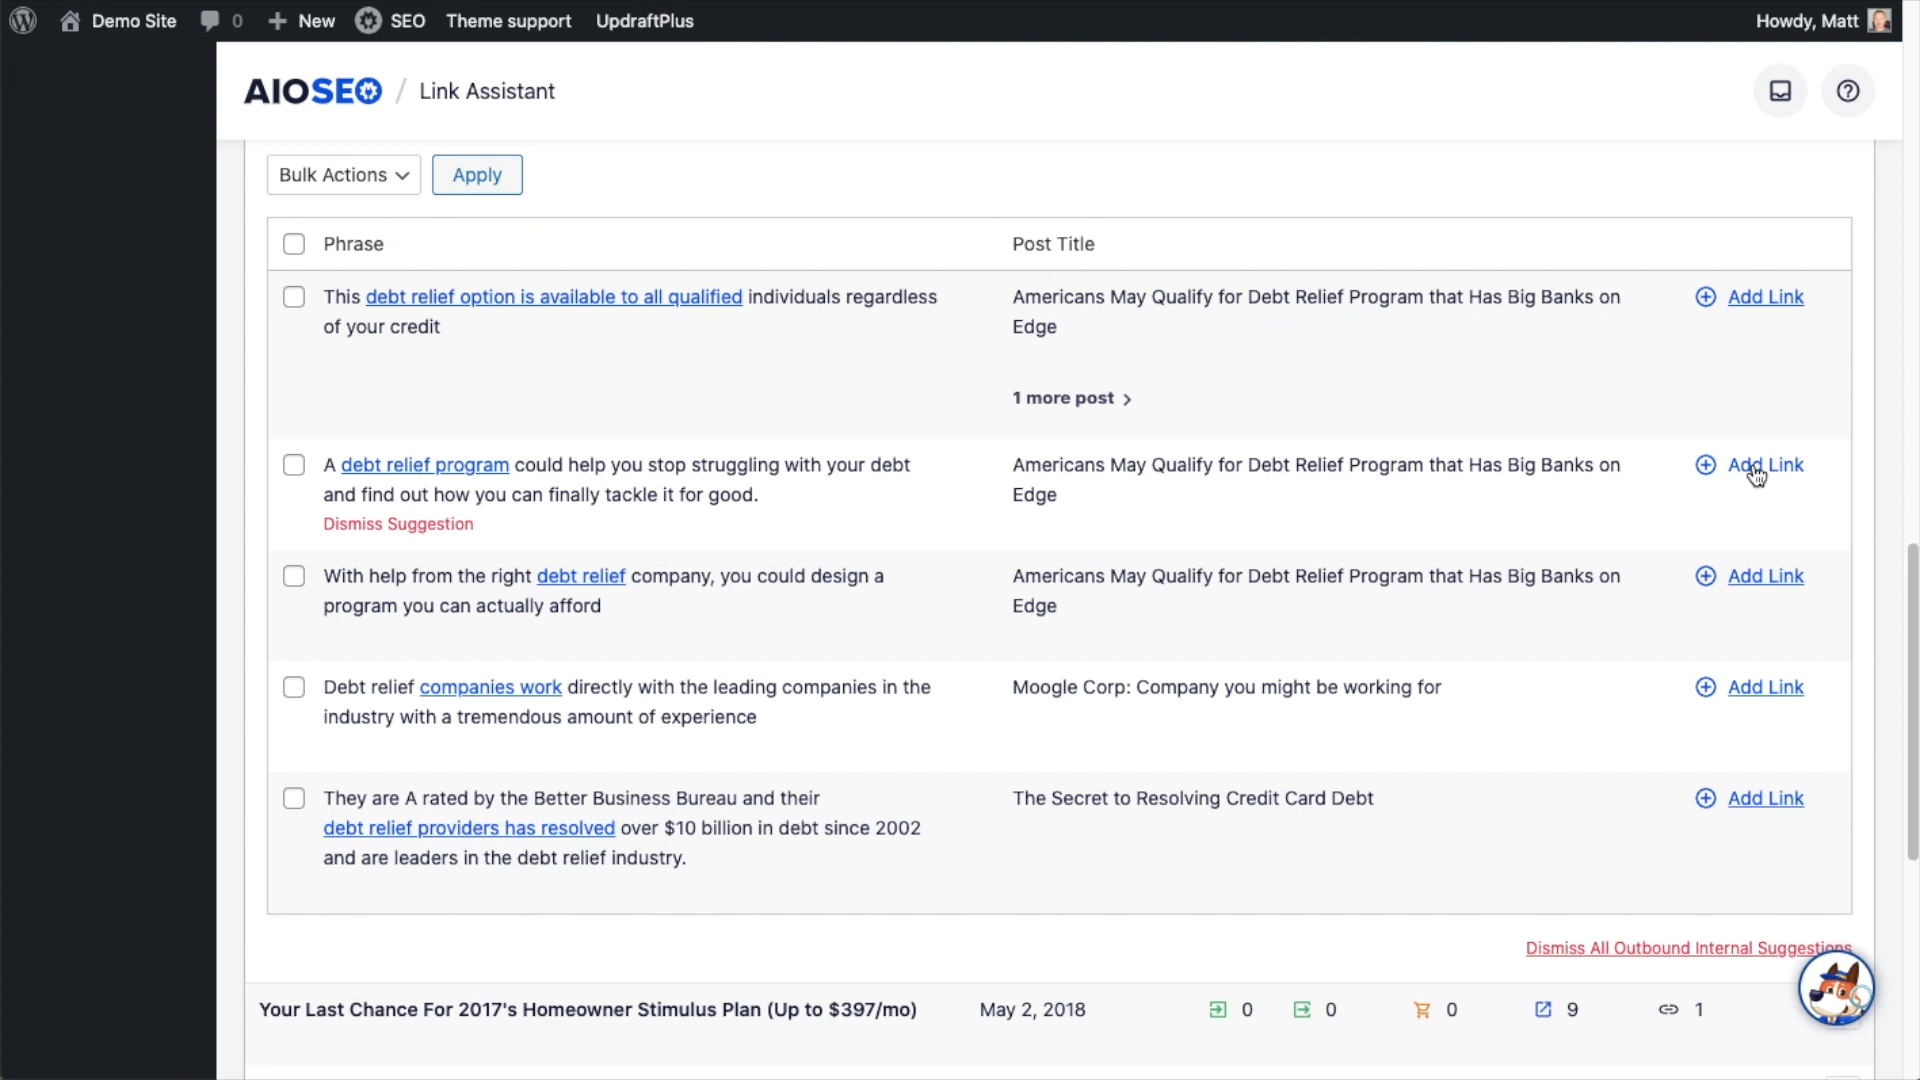 Demo Site 0 New SEO Theme support UpdraftPlus Howdy, Matt
AIOSEO / Link Assistant
Bulk Actions Apply
Phrase Post Title
This debt relief option is available to all qualified individuals regardless Americans May Qualify for Debt Relief Program that Has Big Banks on Add Link
of your credit Edge
1 more post
A debt relief program could help you stop struggling with your debt Americans May Qualify for Debt Relief Program that Has Big Banks on Add Link
and find out how you can finally tackle it for good. Edge
Dismiss Suggestion
With help from the right debt relief company, you could design a Americans May Qualify for Debt Relief Program that Has Big Banks on Add Link
program you can actually afford Edge
Debt relief companies work directly with the leading companies in the Moogle Corp: Company you might be working for Add Link
industry with a tremendous amount of experience
They are A rated by the Better Business Bureau and their The Secret to Resolving Credit Card Debt Add Link
debt relief providers has resolved over $10 billion in debt since 2002
and are leaders in the debt relief industry.
Dismiss All Outbound Internal Suggestions
Your Last Chance For 2017's Homeowner Stimulus Plan (Up to $397/mo) May 2, 2018 0 0 0 9 1